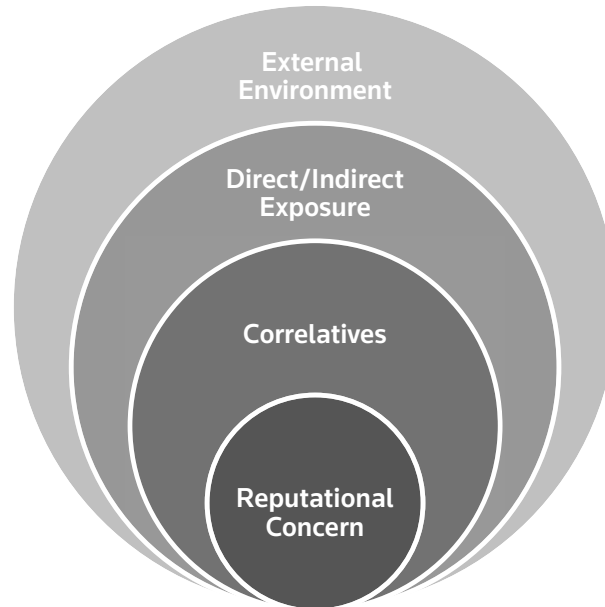 External
Environment
Direct/Indirect
Exposure
Correlatives
Reputational
Concern